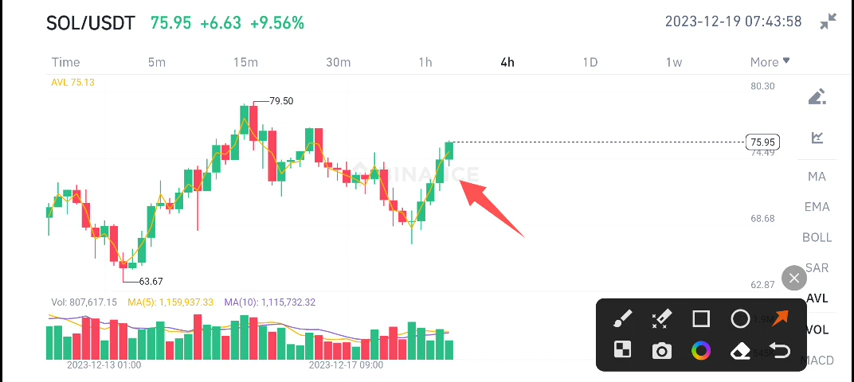 SOL/USDT 75.95 +6.63 +9.56% 2023-12-19 07:43:58
Time 5m 15m 30m 1h 4h 1D 1w More
AVL 75.13
80.30
79.50
75.95
74.49
MA
EMA
68.68
BOLL
SAR
63.67
62.87
AVL
Vol: 807,617.15 MA(5): 1,159,937.33 MA(10): 1,115,732.32
VOL
MACD
2023-12-13 01:00 2023-12-17 09:00